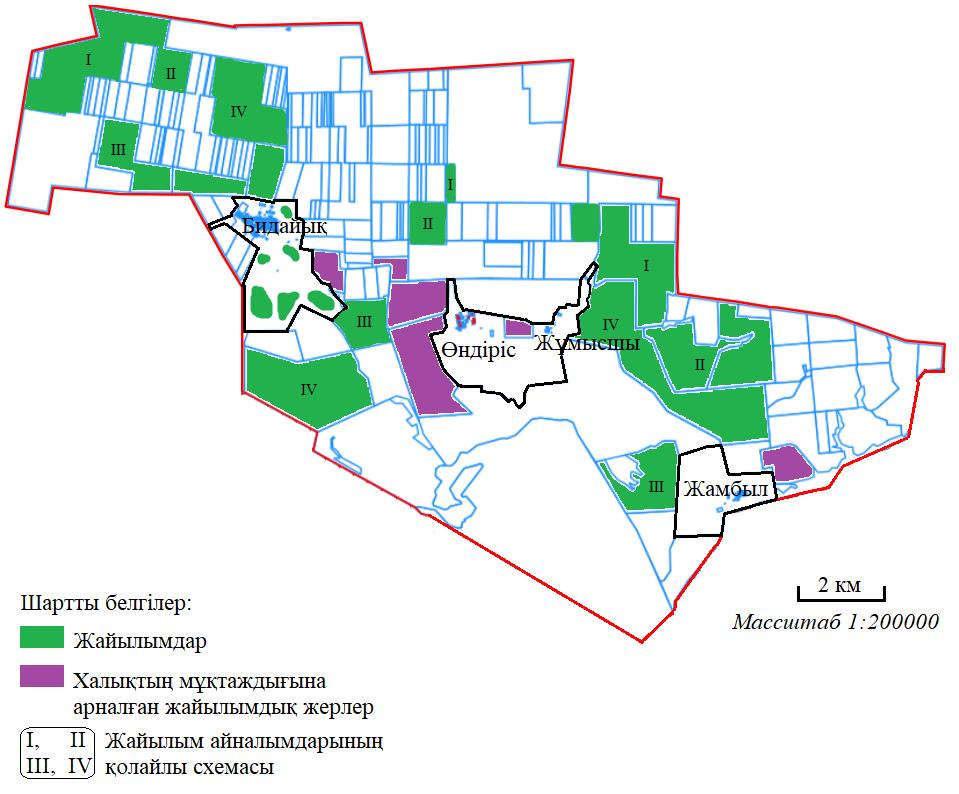 I
II
IV
III
I
II
Бидайық
I
III
IV
Өндіріс
Жұмысшы
II
IV
III
Жамбыл
2 км
Масштаб 1:200000
Шартты белгілер:
Жайылымдар
Халықтың мұқтаждығына
арналған жайылымдық жерлер
I, II
III, IV
Жайылым айналымдарының
қолайлы схемасы